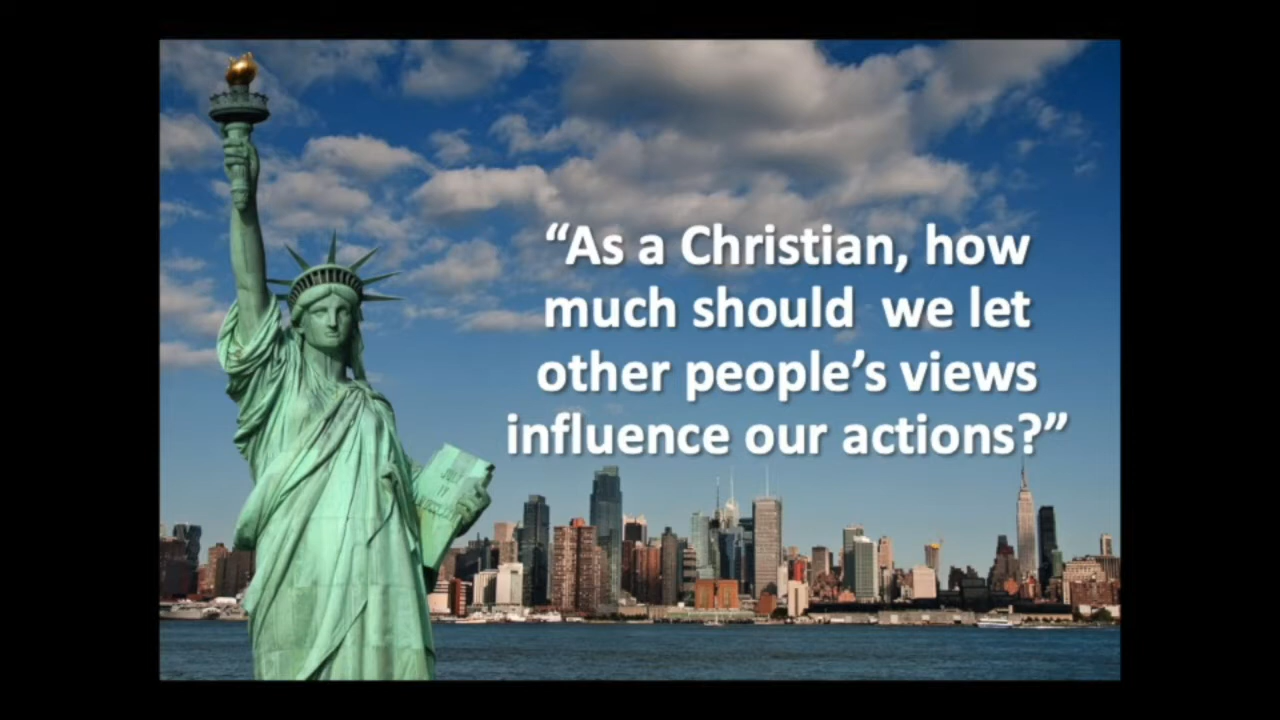 “As a Christian, how
much should  we let
other people’s views
influence our actions?”